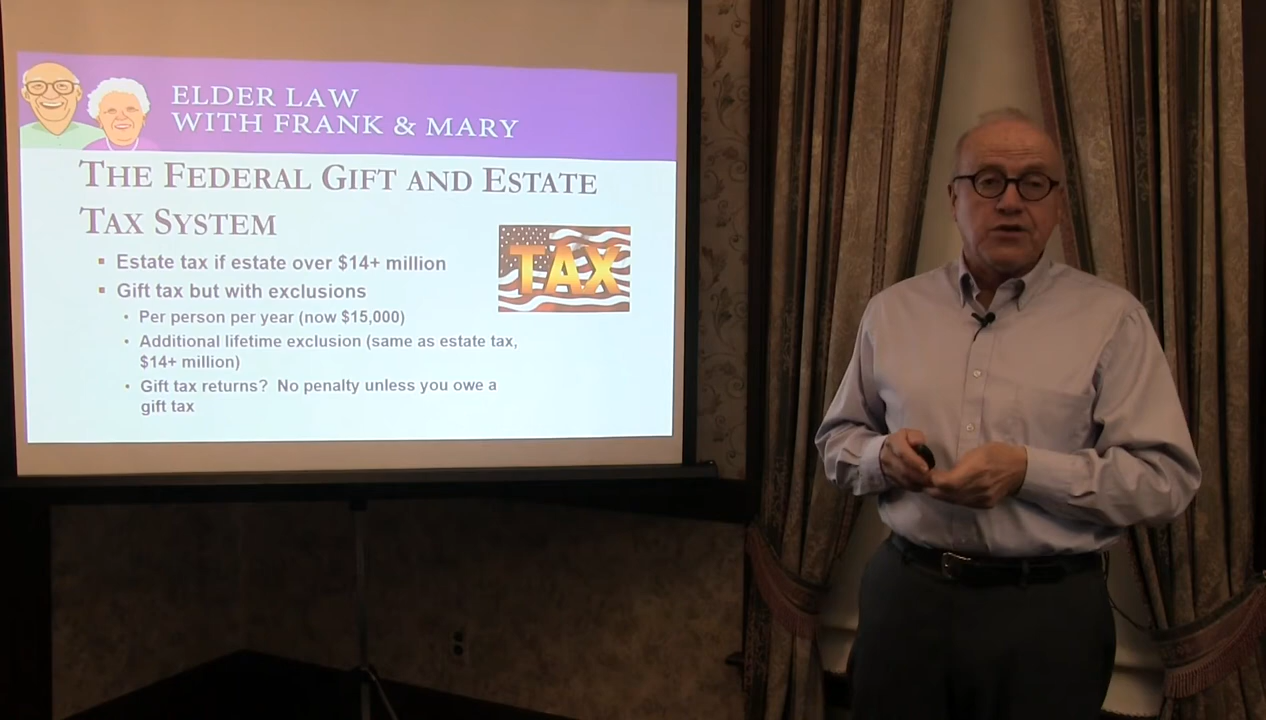 ELDER LAW
WITH FRANK & MARY
THE FEDERAL GIFT AND ESTATE
TAX SYSTEM
Estate tax if estate over $14+ million
Gift tax but with exclusions
Per person per year (now $15,000)
Additional lifetime exclusion (same as estate tax,
$14+ million)
Gift tax returns? No penalty unless you owe a
gift tax
TAX